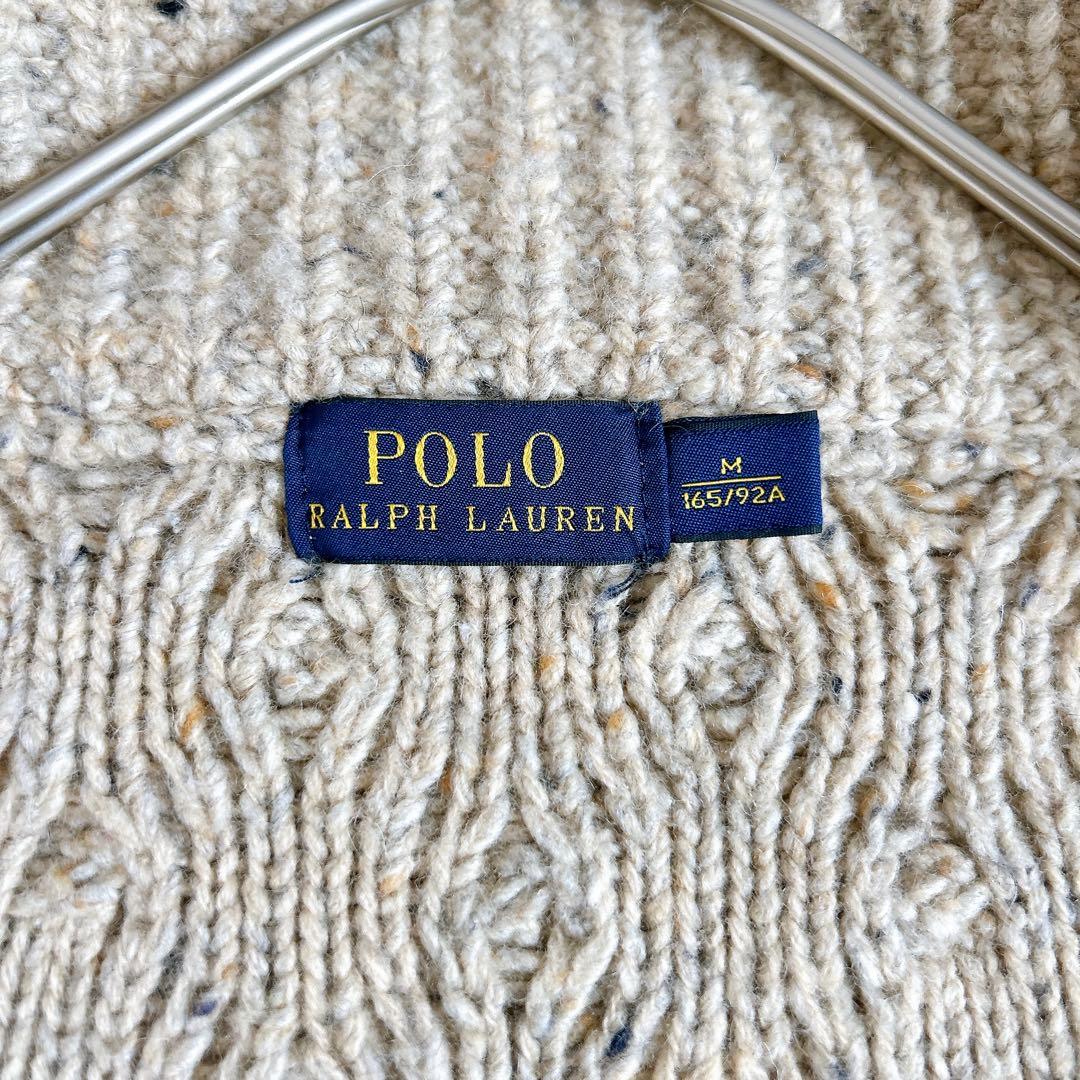 POLO
RALPH LAUREN
M
165/92A